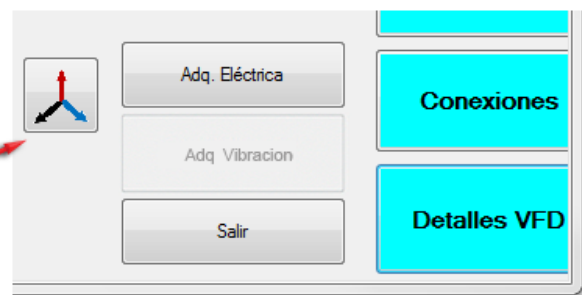 Adq. Eléctrica
Adq Vibracion
Salir
Conexiones
Detalles VFD